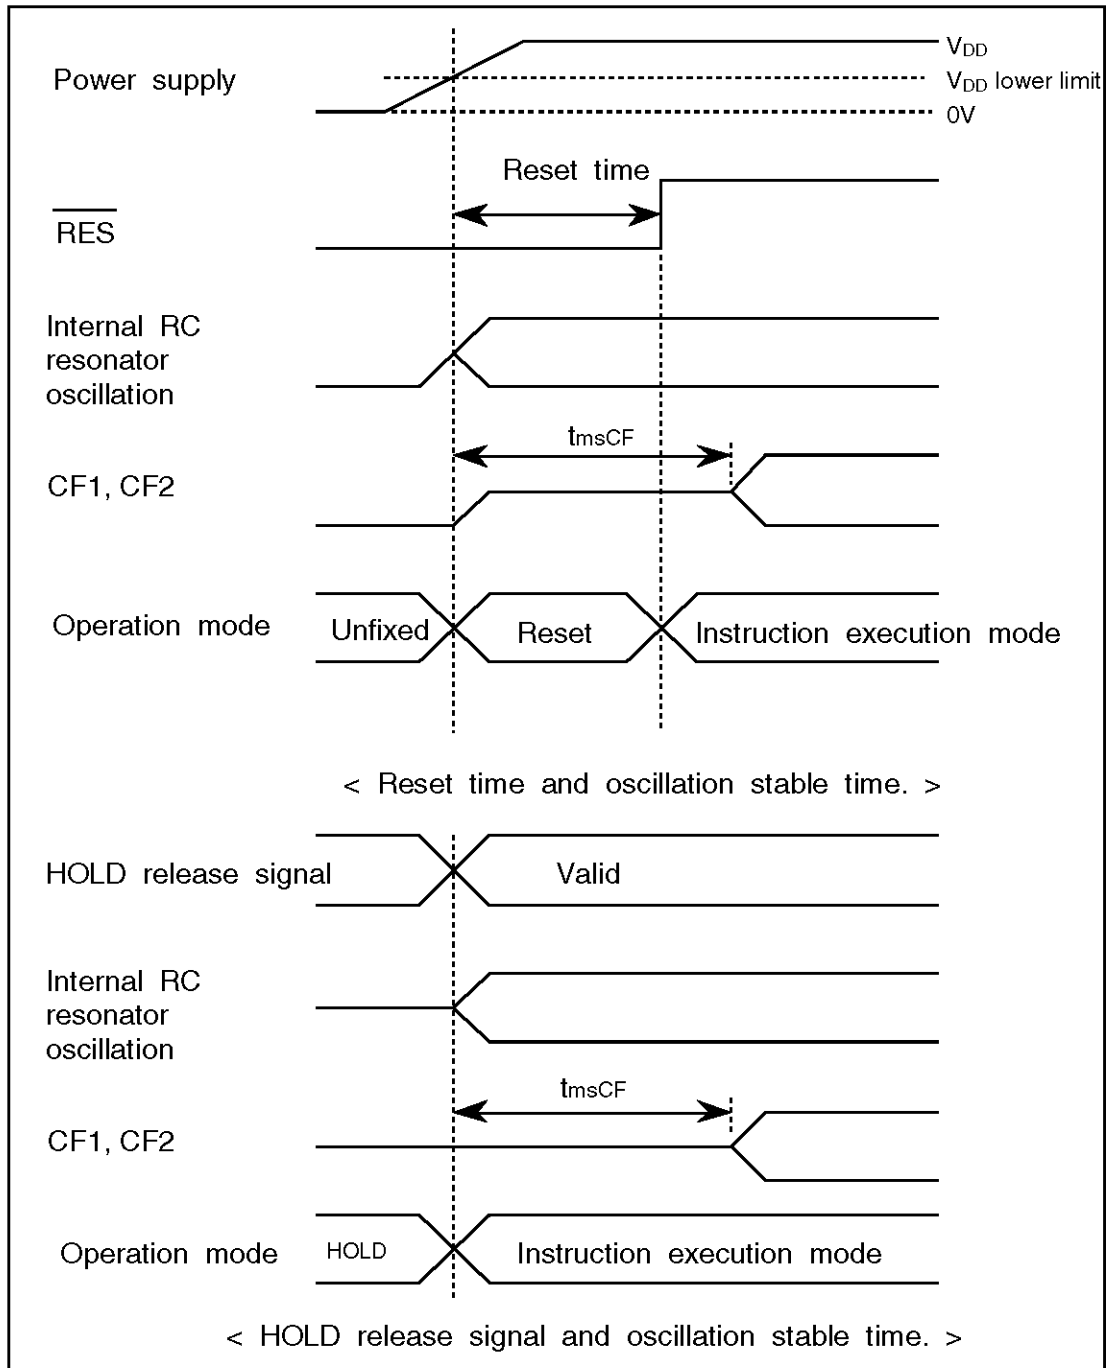 Power supply
VDD
VDD lower limit
0V
Reset time
RES
Internal RC
resonator
oscillation
tmsCF
CF1, CF2
Operation mode
Unfixed
Reset
Instruction execution mode
< Reset time and oscillation stable time. >
HOLD release signal
Valid
Internal RC
resonator
oscillation
tmsCF
CF1, CF2
Operation mode
HOLD
Instruction execution mode
< HOLD release signal and oscillation stable time. >